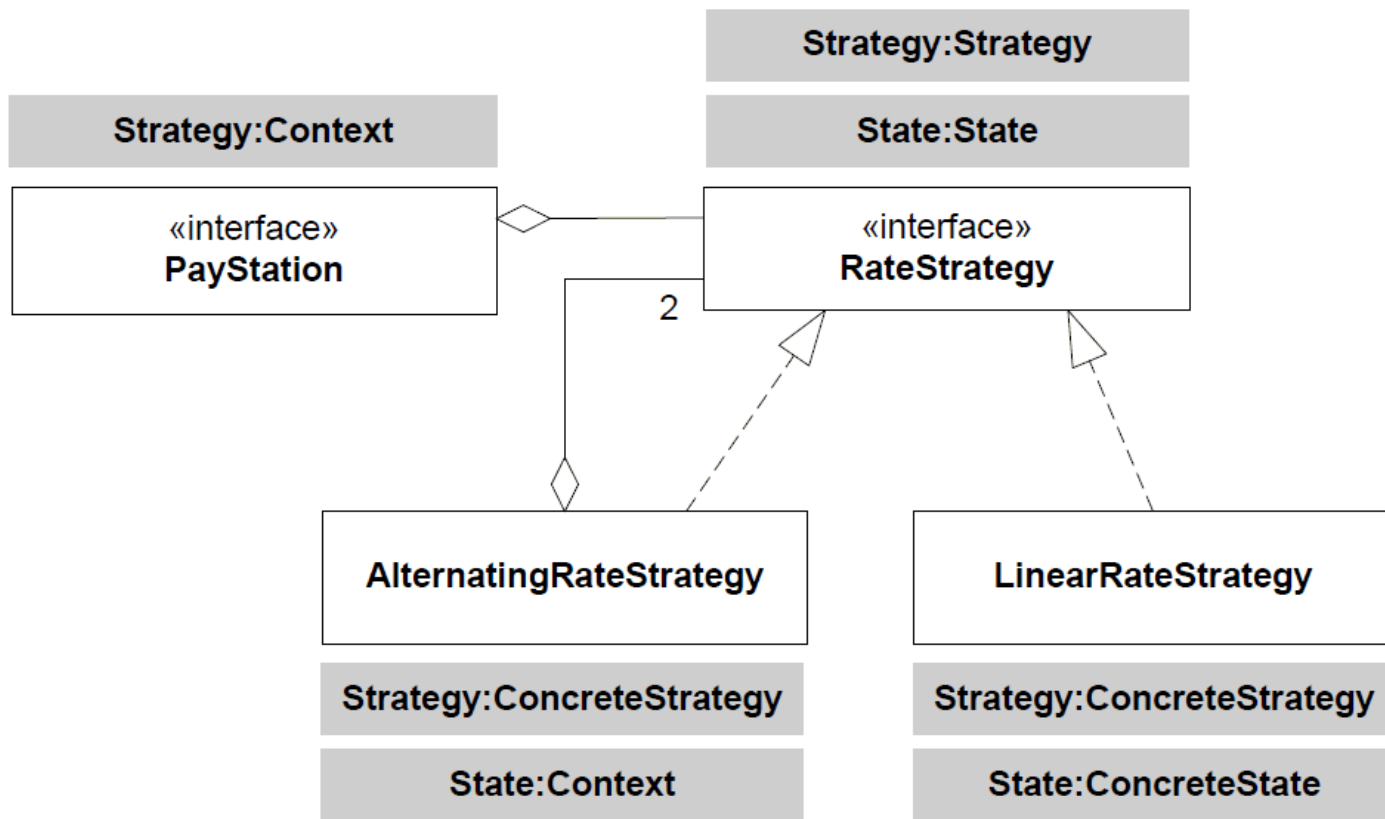 Strategy:Strategy
Strategy:Context
State:State
«interface»
PayStation
«interface»
RateStrategy
2
AlternatingRateStrategy
LinearRateStrategy
Strategy:ConcreteStrategy
Strategy:ConcreteStrategy
State:Context
State:ConcreteState